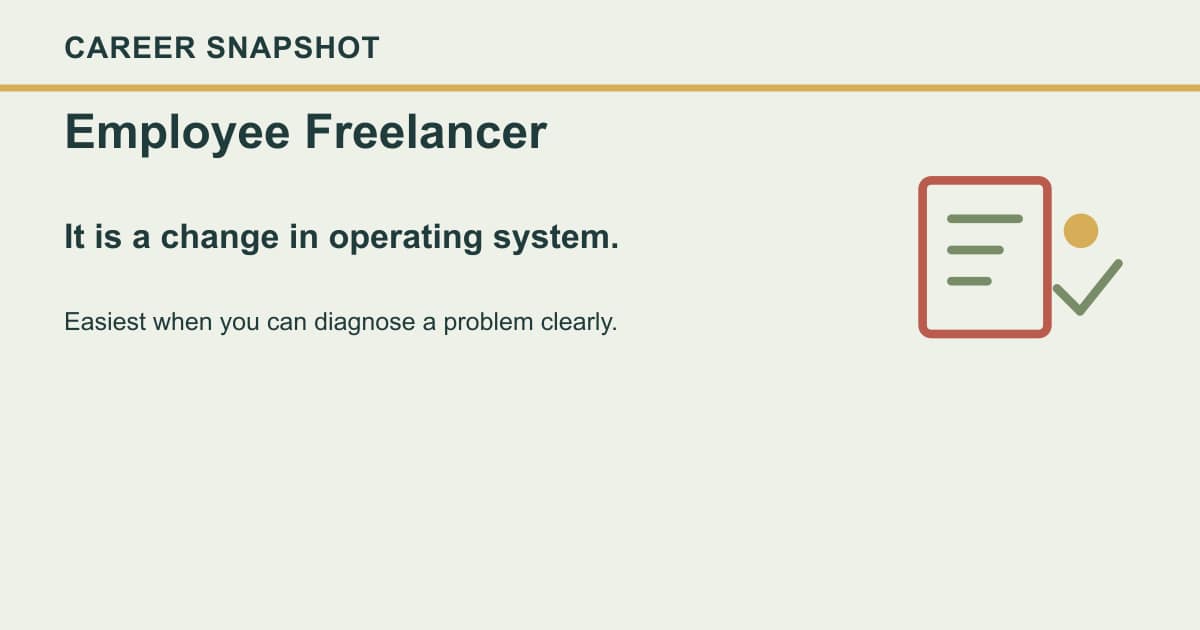 CAREER SNAPSHOT
Employee Freelancer
It is a change in operating system.
Easiest when you can diagnose a problem clearly.